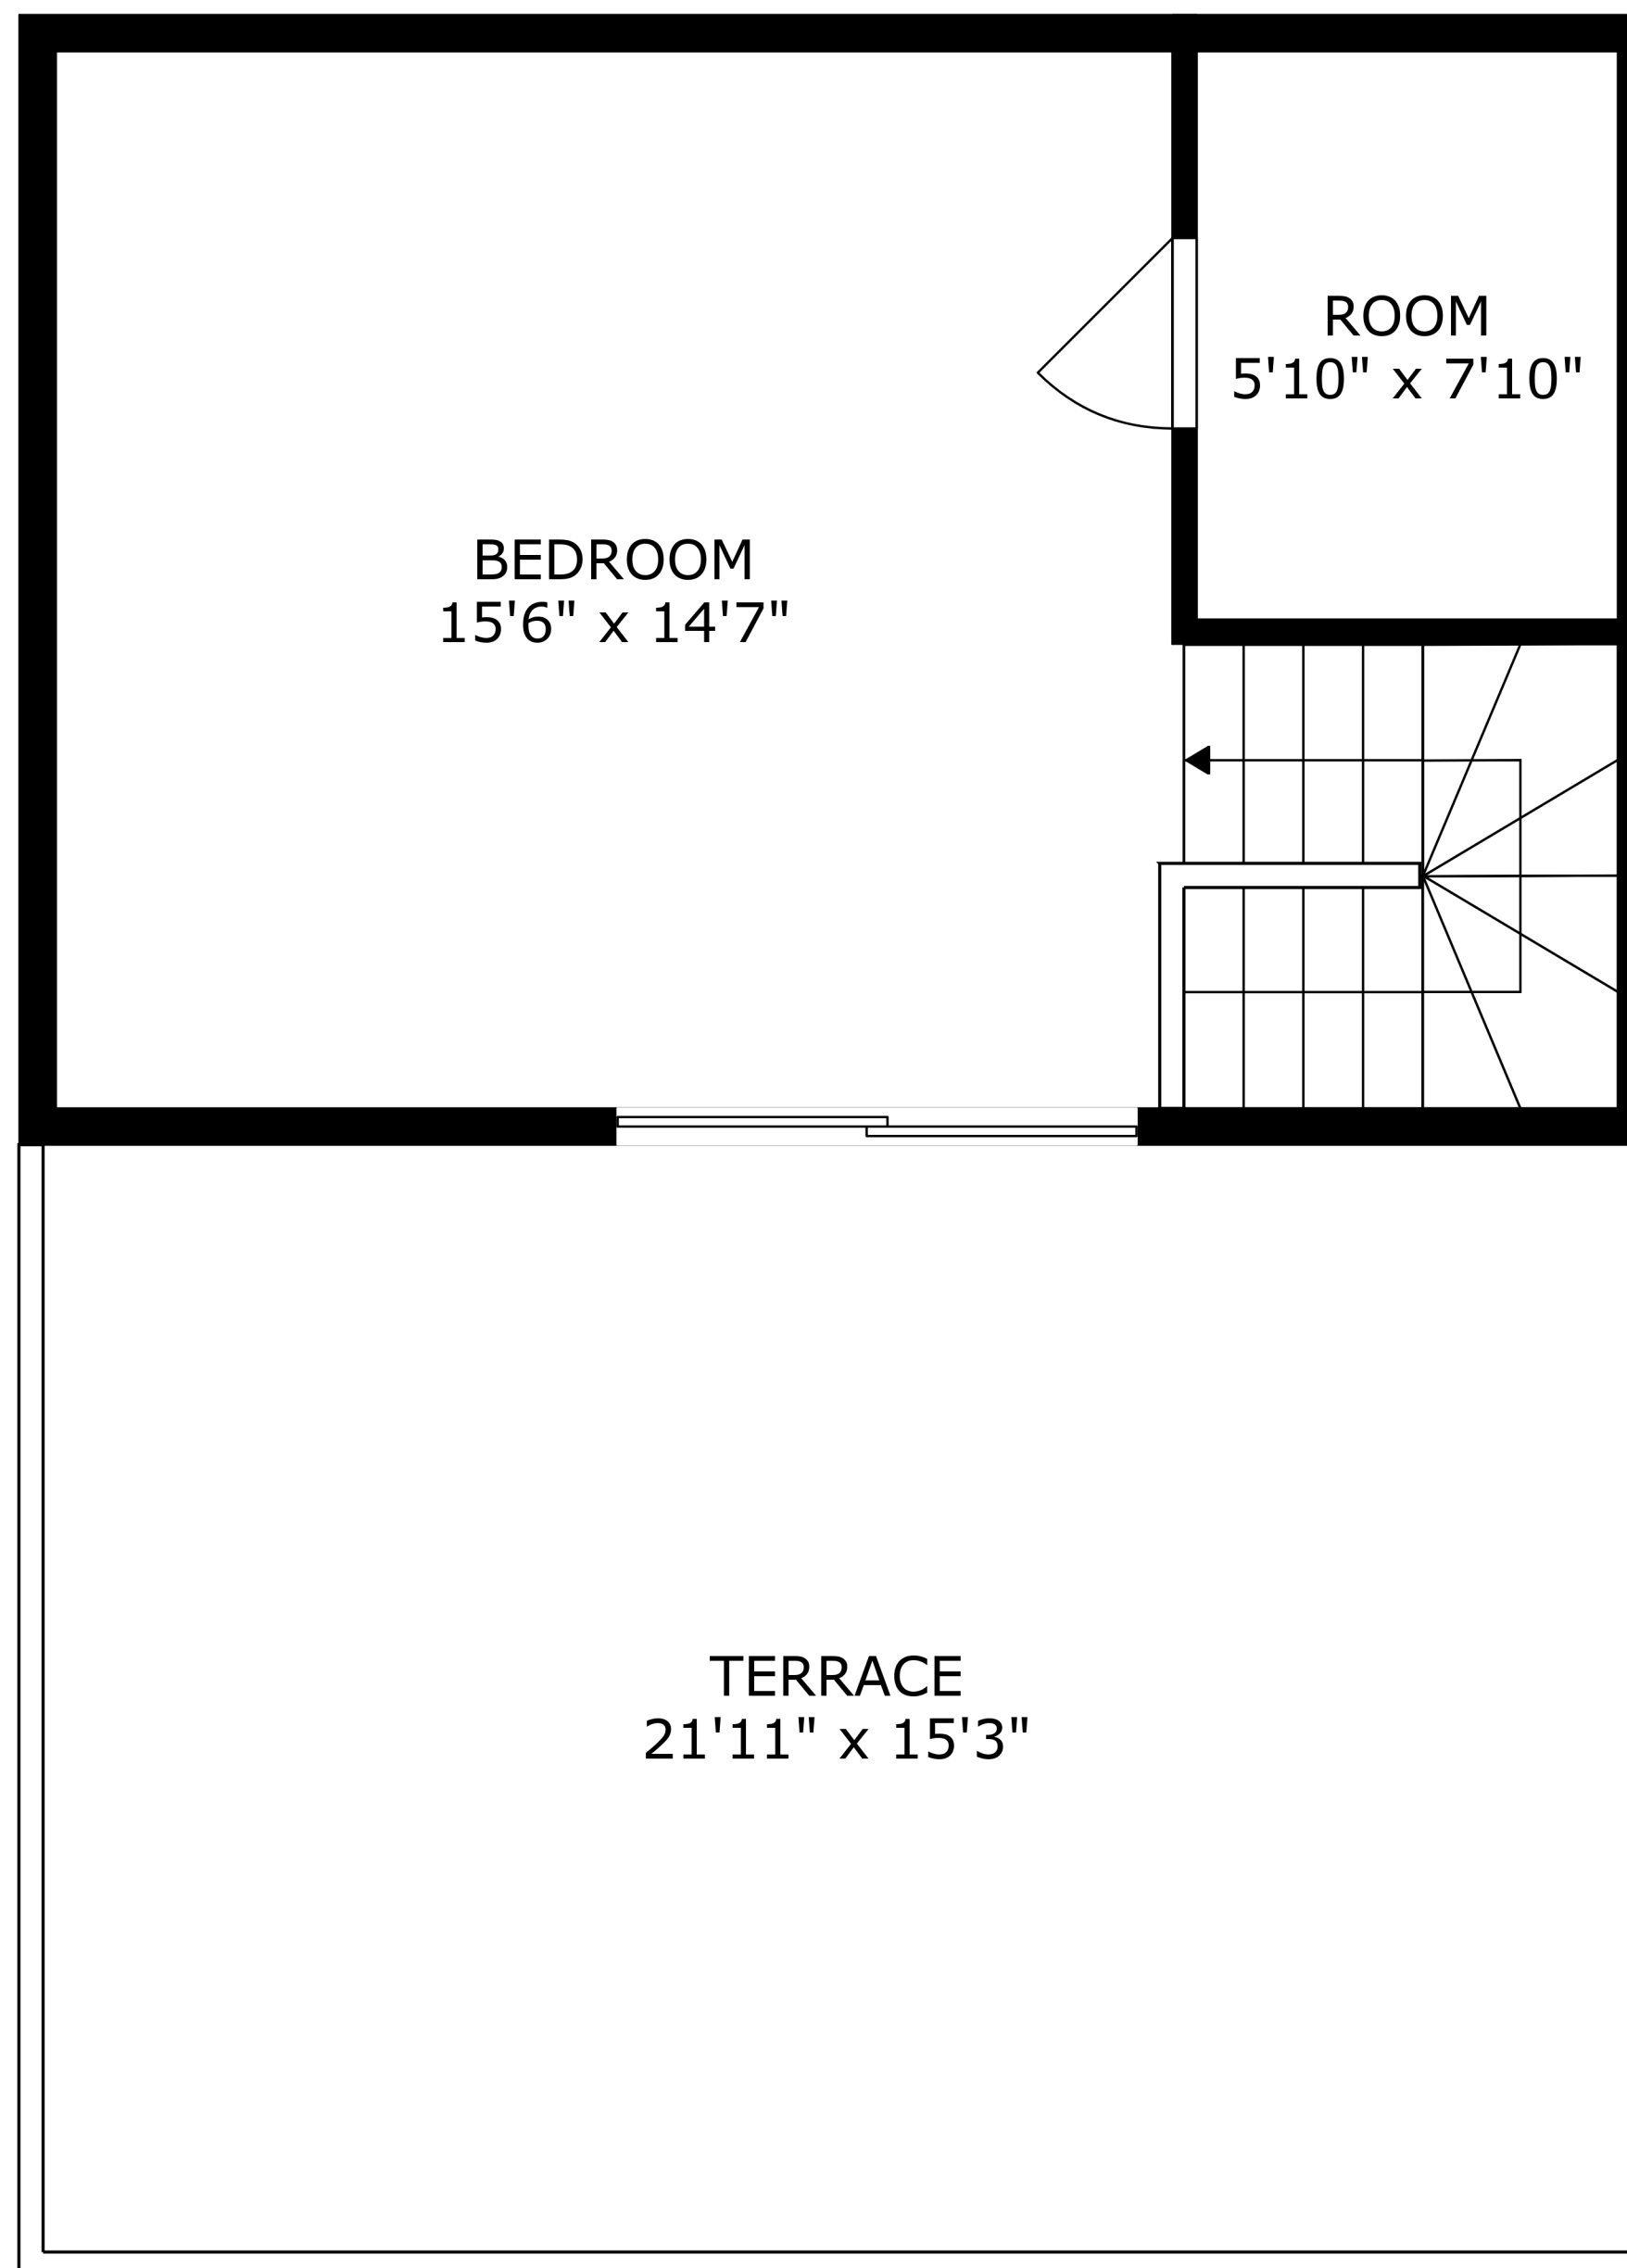 ROOM
5'10" x 7'10"
BEDROOM
15'6" x 14'7"
TERRACE
21'11" x 15'3"